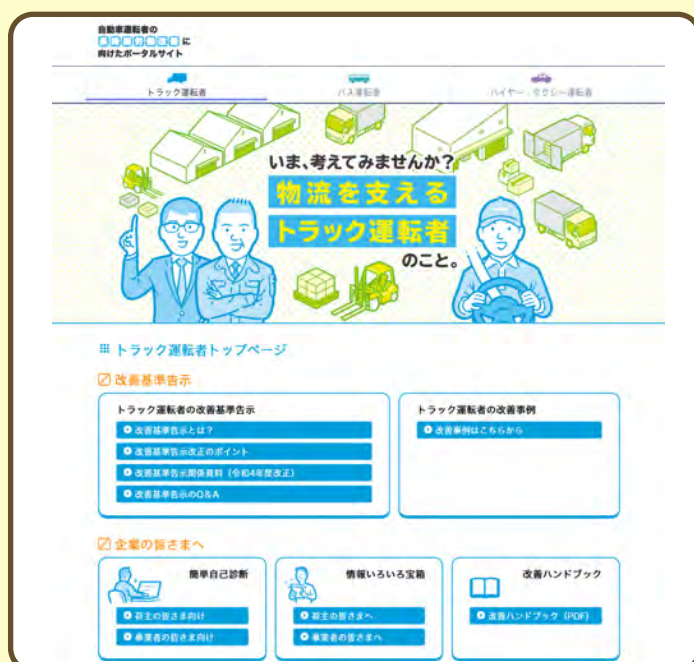 自動車運転者の
長時間労働改善に
向けたポータルサイト
トラック運転者
バス運転者
ハイヤー・タクシー運転者
いま、考えてみませんか?
物流を支える
トラック運転者
のこと。
トラック運転者トップページ
改善基準告示
トラック運転者の改善基準告示
改善基準告示とは?
改善基準告示改正のポイント
改善基準告示関係資料(令和4年度改正)
改善基準告示のQ&A
トラック運転者の改善事例
改善事例はこちらから
企業の皆さまへ
簡単自己診断
荷主の皆さま向け
事業者の皆さま向け
情報いろいろ宝箱
荷主の皆さまへ
事業者の皆さまへ
改善ハンドブック
改善ハンドブック(PDF)